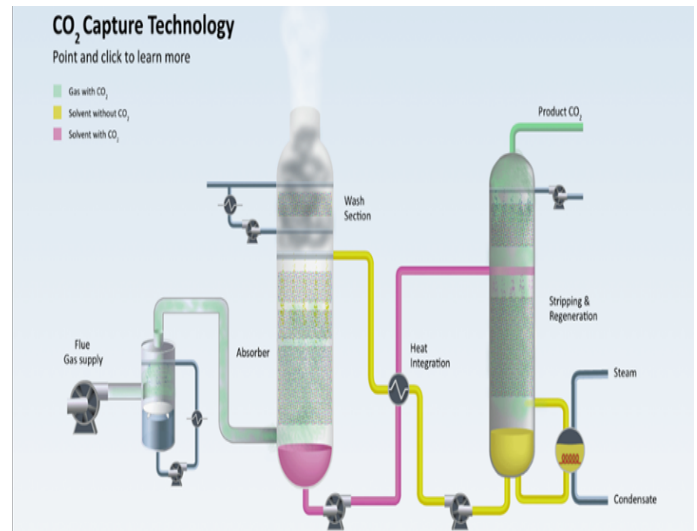 CO₂ Capture Technology
Point and click to learn more
Gas with CO₂
Solvent without CO₂
Solvent with CO₂
Product CO₂
Wash
Section
Stripping &
Regeneration
Absorber
Heat
Integration
Flue
Gas supply
Steam
Condensate